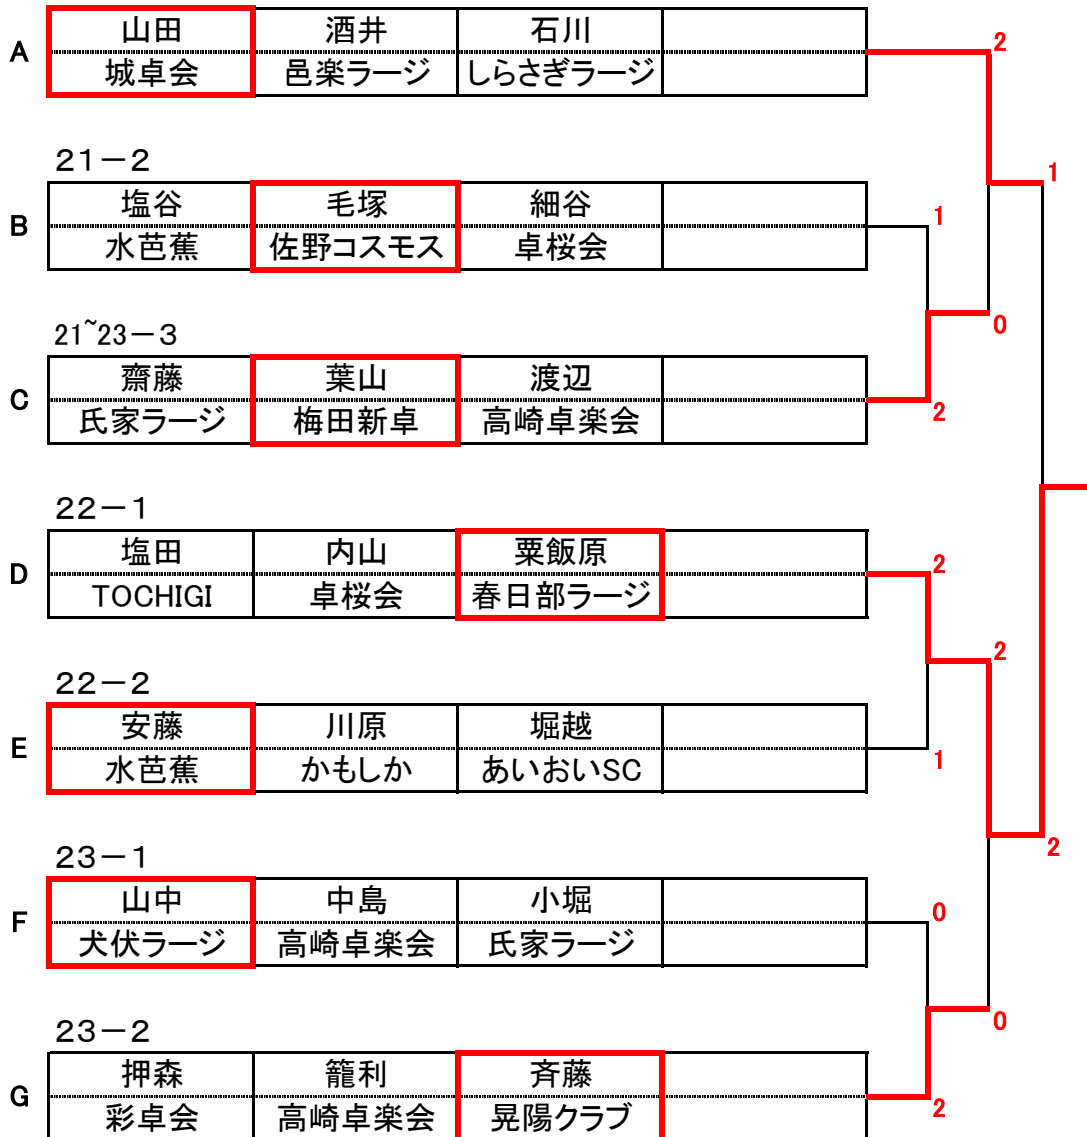 山田 酒井 石川
A
城卓会 邑楽ラージ しらさぎラージ
2
21－2
1
塩谷 毛塚 細谷
B
1
水芭蕉 佐野コスモス 卓桜会
21~23－3
0
齋藤 葉山 渡辺
C
氏家ラージ 梅田新卓 高崎卓楽会
2
22－1
塩田 内山 粟飯原
D
2
TOCHIGI 卓桜会 春日部ラージ
2
22－2
安藤 川原 堀越
E
1
水芭蕉 かもしか あいおいSC
23－1
2
山中 中島 小堀
F
0
犬伏ラージ 高崎卓楽会 氏家ラージ
23－2
0
押森 籠利 斉藤
G
2
彩卓会 高崎卓楽会 晃陽クラブ